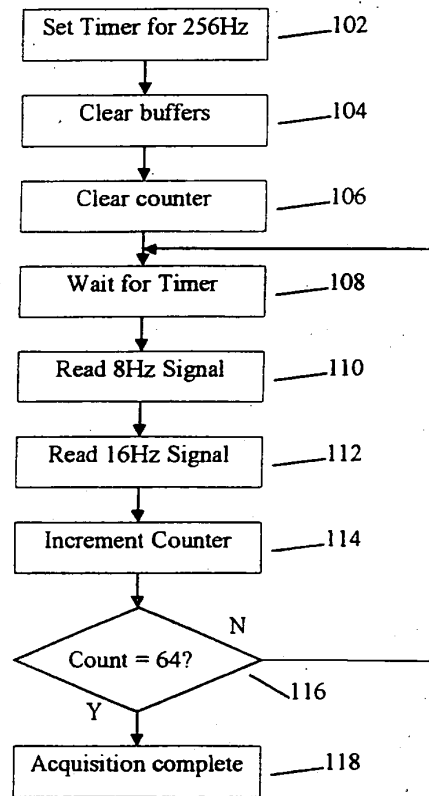 Set Timer for 256Hz 102
Clear buffers 104
Clear counter 106
Wait for Timer 108
Read 8Hz Signal 110
Read 16Hz Signal 112
Increment Counter 114
N
Count = 64?
116
Y
Acquisition complete 118